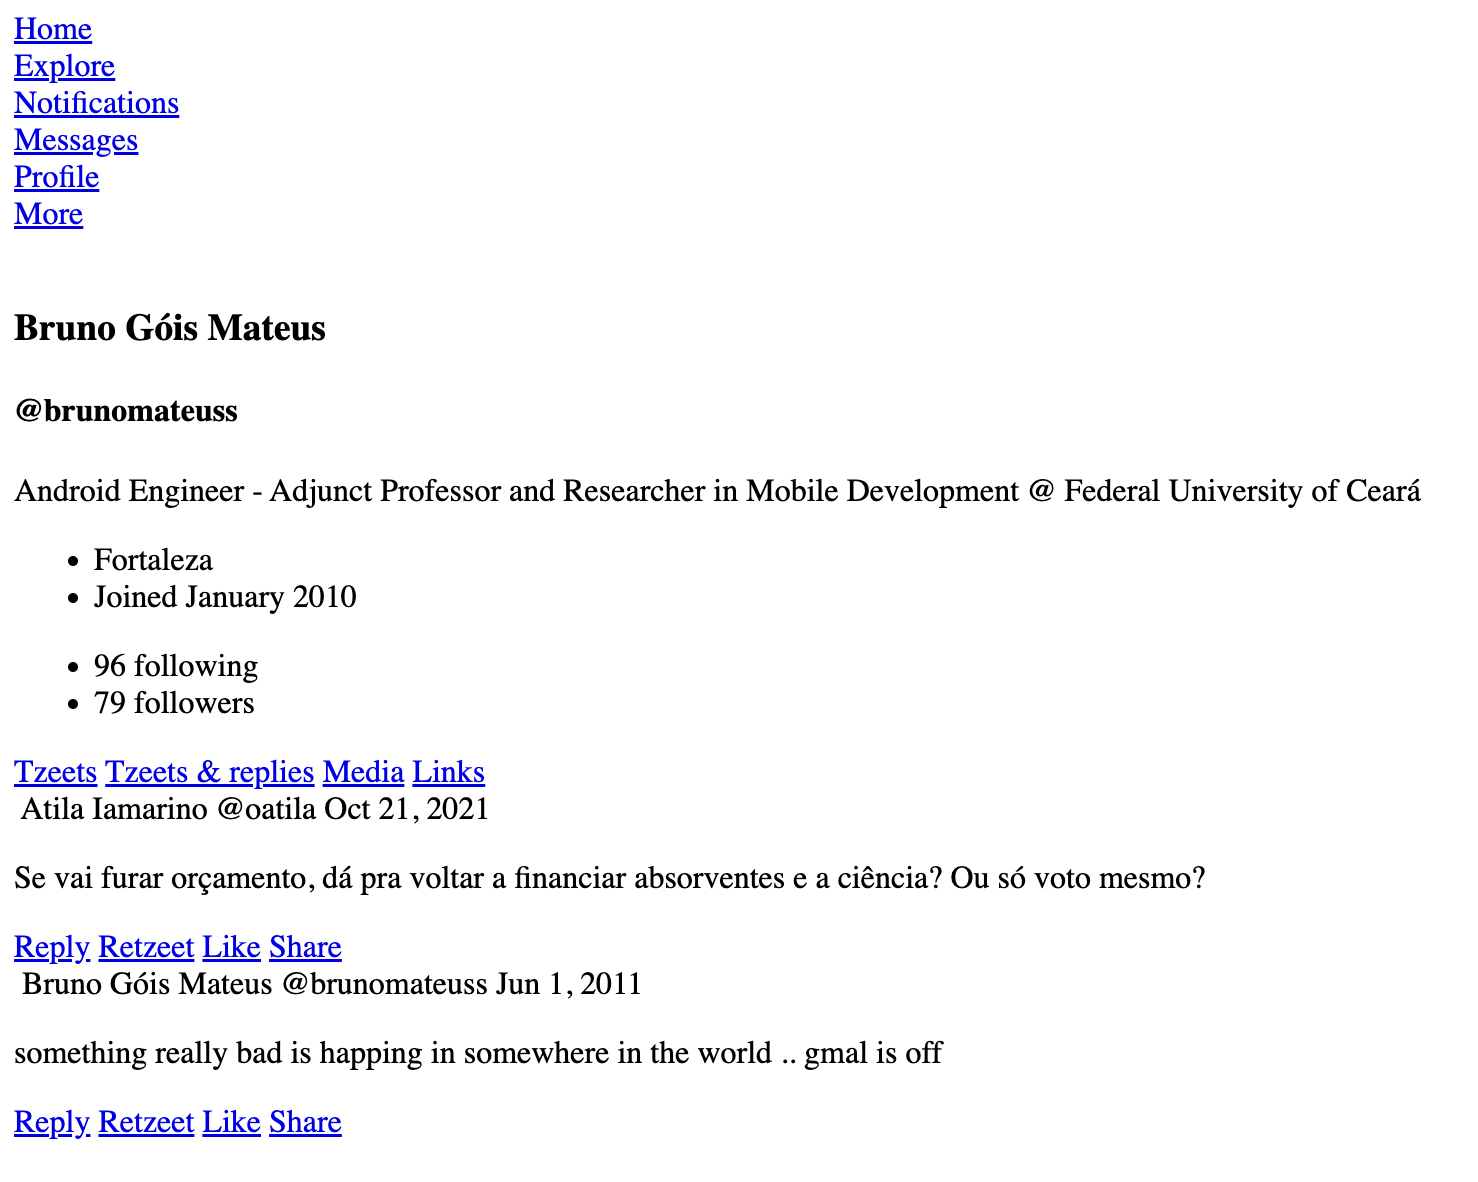 Home
Explore
Notifications
Messages
Profile
More
Bruno Góis Mateus
@brunomateuss
Android Engineer - Adjunct Professor and Researcher in Mobile Development @ Federal University of Ceará
• Fortaleza
• Joined January 2010
• 96 following
• 79 followers
Tzeets Tzeets & replies Media Links
Atila Iamarino @oatila Oct 21, 2021
Se vai furar orçamento, dá pra voltar a financiar absorventes e a ciência? Ou só voto mesmo?
Reply Retzeet Like Share
Bruno Góis Mateus @brunomateuss Jun 1, 2011
something really bad is happing in somewhere in the world .. gmal is off
Reply Retzeet Like Share